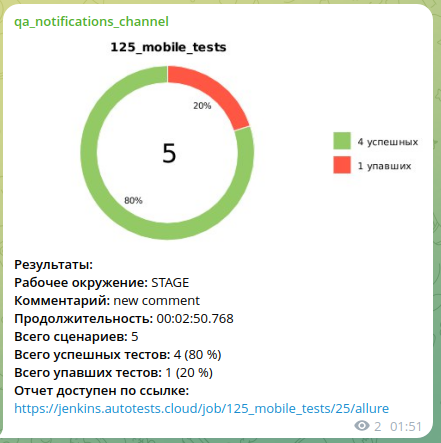 qa_notifications_channel
125_mobile_tests
20%
5
80%
4 успешных
1 упавших
Результаты:
Рабочее окружение: STAGE
Комментарий: new comment
Продолжительность: 00:02:50.768
Всего сценариев: 5
Всего успешных тестов: 4 (80 %)
Всего упавших тестов: 1 (20 %)
Отчет доступен по ссылке:
https://jenkins.autotests.cloud/job/125_mobile_tests/25/allure
2 01:51